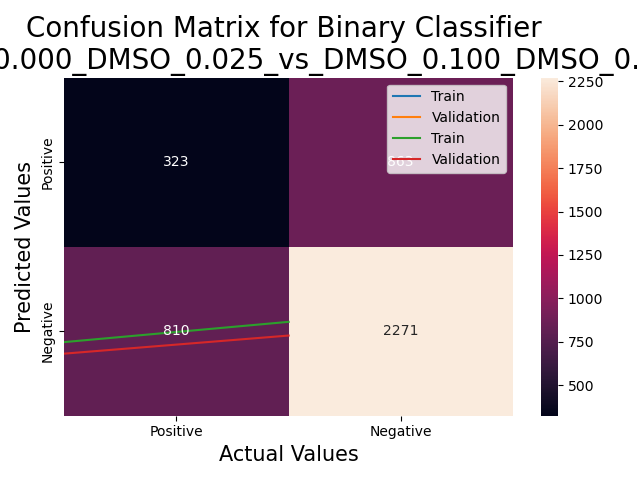 Confusion Matrix for Binary Classifier
0.000_DMSO_0.025_vs_DMSO_0.100_DMSO_0.
Train
Validation
Train
Validation
Positive
323
Negative
810
2271
Predicted Values
Positive
Negative
Actual Values
2250
2000
1750
1500
1250
1000
750
500